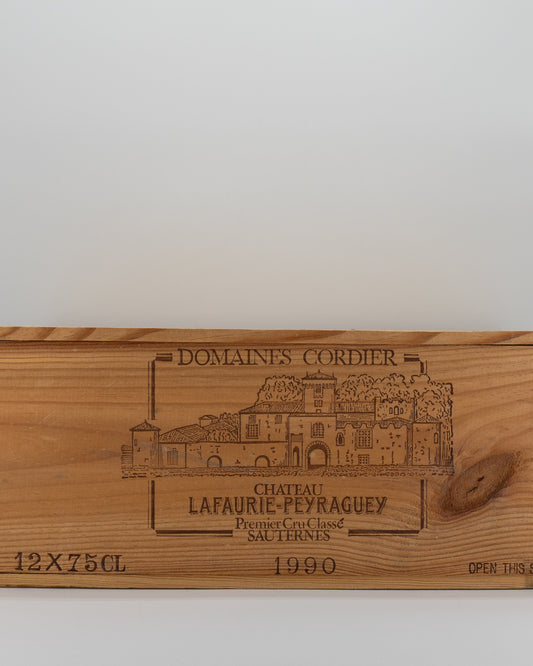 DOMAINES CORDIER
CHATEAU
LAFAURIE-PEYRAGUEY
Premier Cru Classé
SAUTERNES
12X75CL
1990
OPEN THIS